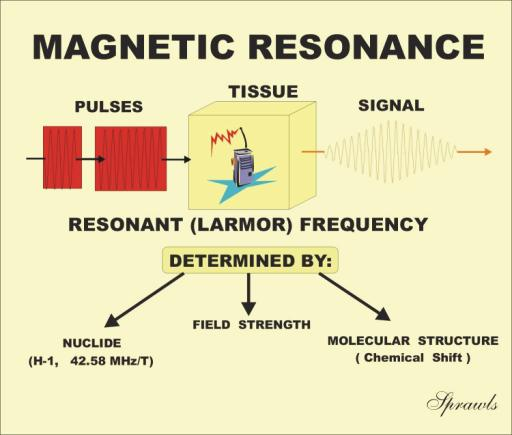 MAGNETIC RESONANCE
TISSUE
PULSES
SIGNAL
RESONANT (LARMOR) FREQUENCY
DETERMINED BY:
NUCLIDE
(H-1, 42.58 MHz/T)
FIELD STRENGTH
MOLECULAR STRUCTURE
( Chemical Shift )
Sprawls